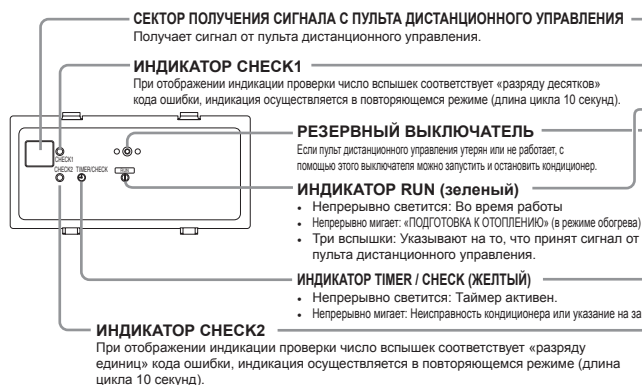 СЕКТОР ПОЛУЧЕНИЯ СИГНАЛА С ПУЛЬТА ДИСТАНЦИОННОГО УПРАВЛЕНИЯ
Получает сигнал от пульта дистанционного управления.
ИНДИКАТОР CHECK1
При отображении индикации проверки число вспышек соответствует «разряду десятков»
кода ошибки, индикация осуществляется в повторяющемся режиме (длина цикла 10 секунд).
РЕЗЕРВНЫЙ ВЫКЛЮЧАТЕЛЬ
Если пульт дистанционного управления утерян или не работает, с
помощью этого выключателя можно запустить и остановить кондиционер.
CHECK1
CHECK2 TIMER/CHECK RUN
ИНДИКАТОР RUN (зеленый)
• Непрерывно светится: Во время работы
• Непрерывно мигает: «ПОДГОТОВКА К ОТОПЛЕНИЮ» (в режиме обогрева)
• Три вспышки: Указывают на то, что принят сигнал от
пульта дистанционного управления.
ИНДИКАТОР TIMER / CHECK (ЖЕЛТЫЙ)
• Непрерывно светится: Таймер активен.
• Непрерывно мигает: Неисправность кондиционера или указание на за
ИНДИКАТОР CHECK2
При отображении индикации проверки число вспышек соответствует «разряду
единиц» кода ошибки, индикация осуществляется в повторяющемся режиме (длина
цикла 10 секунд).